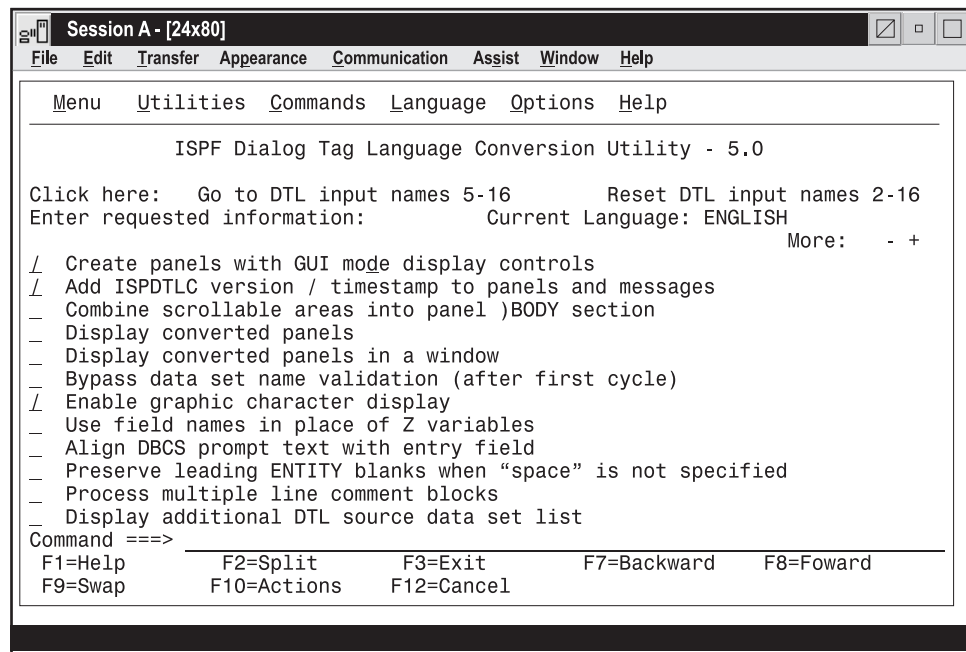 Session A - [24x80]
File Edit Transfer Appearance Communication Assist Window Help
Menu Utilities Commands Language Options Help
ISPF Dialog Tag Language Conversion Utility - 5.0
Click here: Go to DTL input names 5-16 Reset DTL input names 2-16
Enter requested information: Current Language: ENGLISH
More: - +
/ Create panels with GUI mode display controls
/ Add ISPDTLC version / timestamp to panels and messages
_ Combine scrollable areas into panel )BODY section
_ Display converted panels
_ Display converted panels in a window
_ Bypass data set name validation (after first cycle)
/ Enable graphic character display
_ Use field names in place of Z variables
_ Align DBCS prompt text with entry field
_ Preserve leading ENTITY blanks when “space” is not specified
_ Process multiple line comment blocks
_ Display additional DTL source data set list
Command ===>
F1=Help F2=Split F3=Exit F7=Backward F8=Foward
F9=Swap F10=Actions F12=Cancel